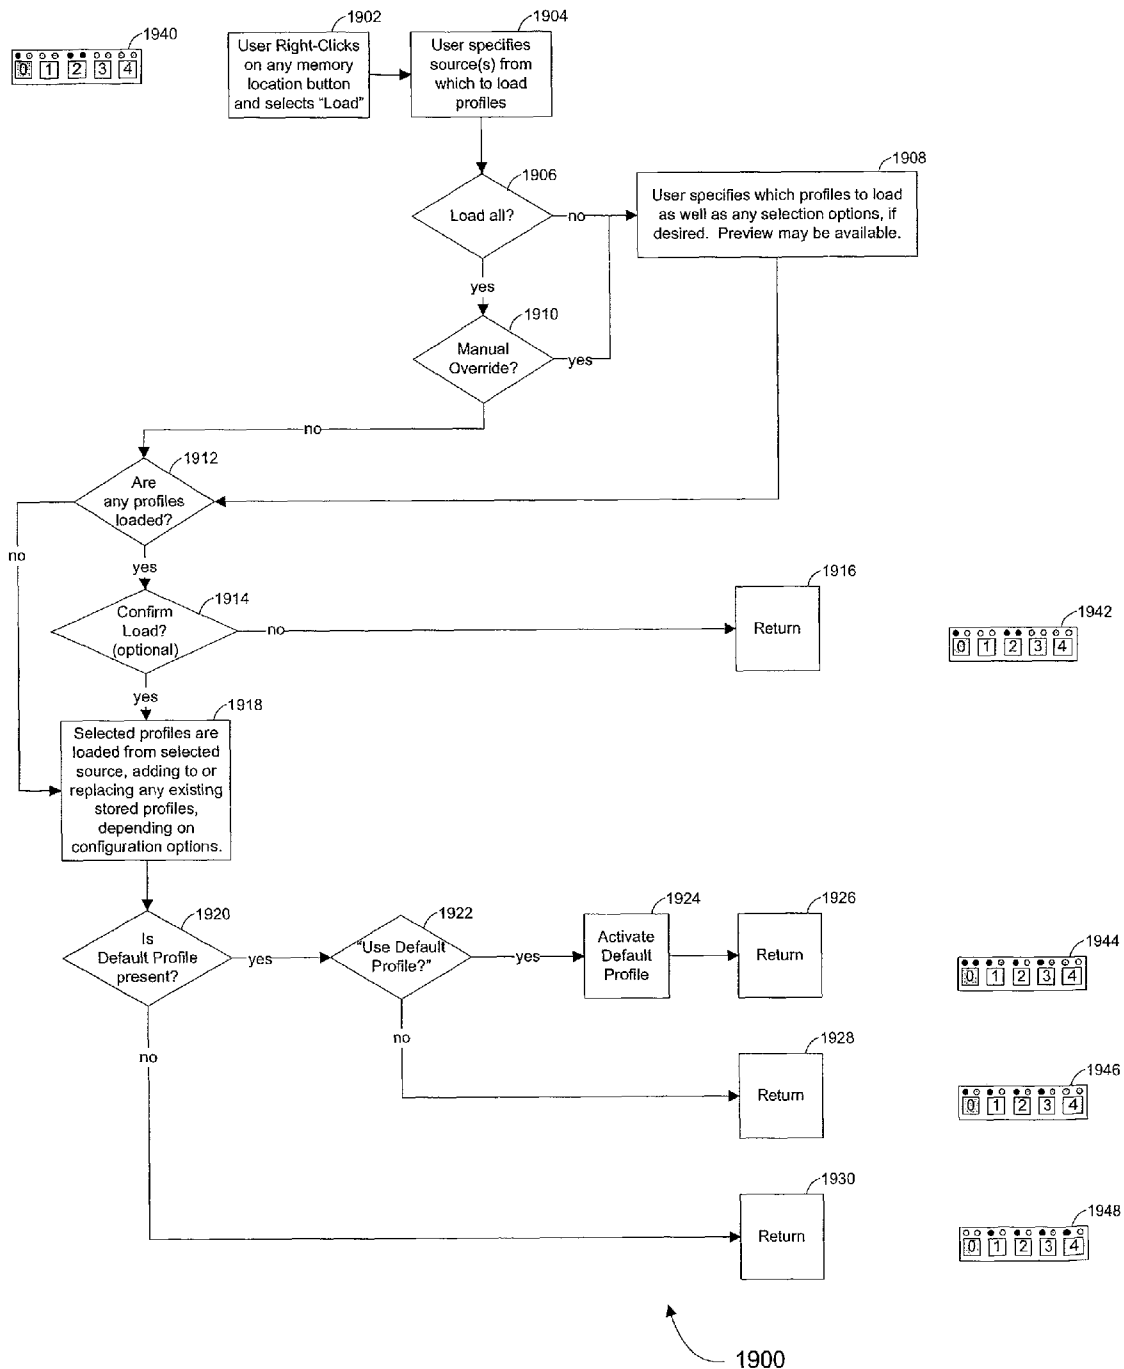 1940
0 1 2 3 4
1902
User Right-Clicks
on any memory
location button
and selects "Load"
1904
User specifies
source(s) from
which to load
profiles
1906
Load all?
no
yes
1908
User specifies which profiles to load
as well as any selection options, if
desired. Preview may be available.
1910
Manual
Override?
yes
no
1912
Are
any profiles
loaded?
no
yes
1914
Confirm
Load?
(optional)
no
yes
1916
Return
1942
0 1 2 3 4
1918
Selected profiles are
loaded from selected
source, adding to or
replacing any existing
stored profiles,
depending on
configuration options.
1920
Is
Default Profile
present?
yes
no
1922
"Use Default
Profile?"
yes
no
1924
Activate
Default
Profile
1926
Return
1944
0 1 2 3 4
1928
Return
1946
0 1 2 3 4
1930
Return
1948
0 1 2 3 4
1900